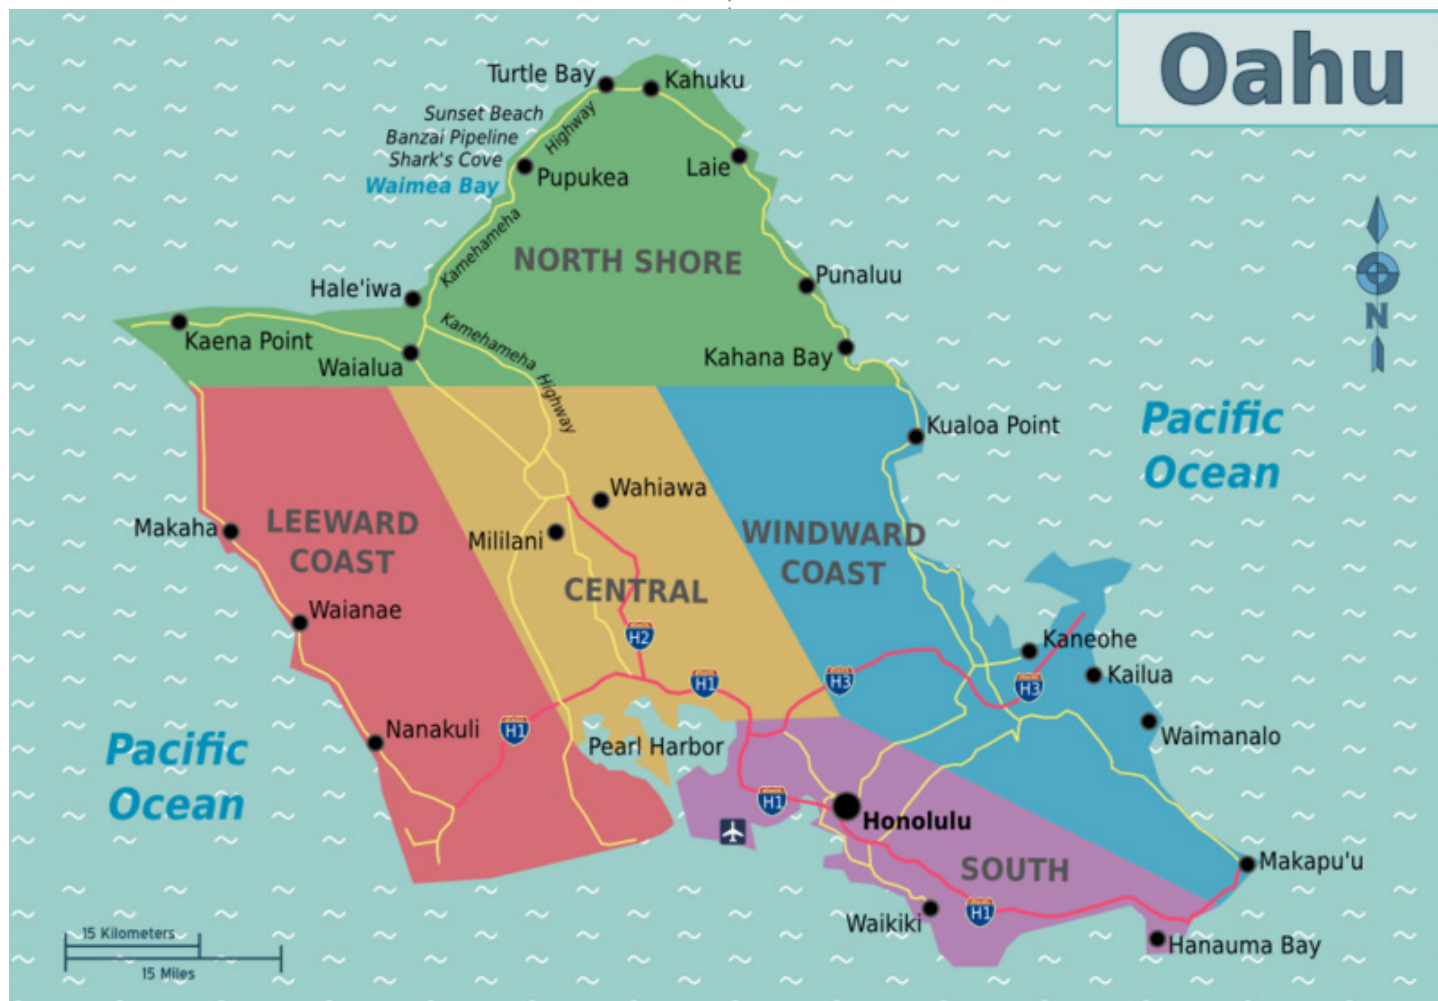 Oahu
Turtle Bay
Kahuku
Sunset Beach
Banzai Pipeline
Shark's Cove
Waimea Bay
Highway
Pupukea
Laie
Kamehameha
NORTH SHORE
Hale'iwa
Punaluu
Kaena Point
Waialua
Kamehameha
Highway
Kahana Bay
N
Kualoa Point
Pacific
Ocean
Makaha
LEEWARD
COAST
Wahiawa
Mililani
CENTRAL
WINDWARD
COAST
Waianae
H2
H1
H3
Kaneohe
H3
Kailua
Nanakuli
H1
Pearl Harbor
Waimanalo
Pacific
Ocean
H1
Honolulu
SOUTH
Makapu'u
Waikiki
H1
Hanauma Bay
15 Kilometers
15 Miles